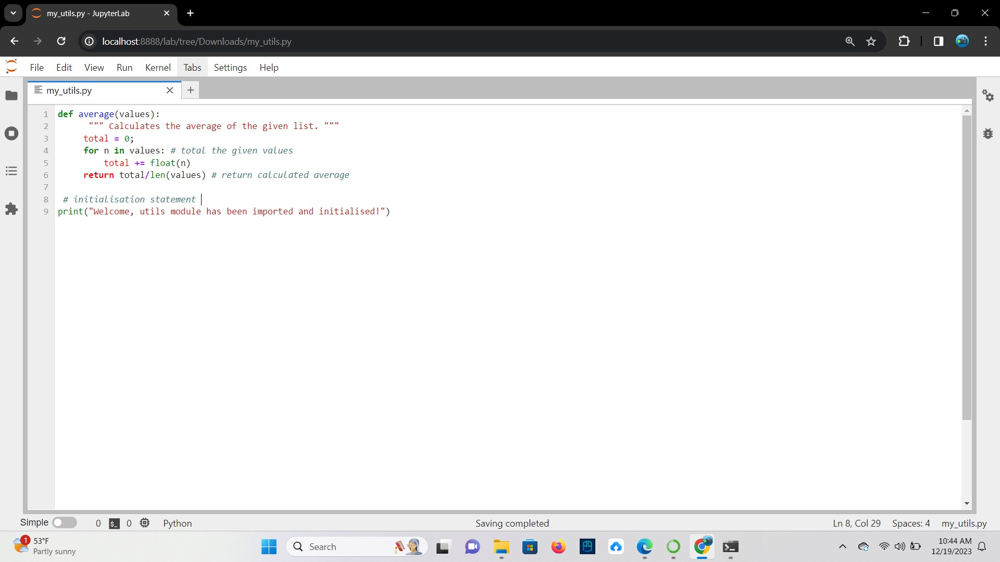 my_utils.py - JupyterLab
localhost:8888/lab/tree/Downloads/my_utils.py
File Edit View Run Kernel Tabs Settings Help
my_utils.py
1 def average(values):
2 """ Calculates the average of the given list. """
3 total = 0;
4 for n in values: # total the given values
5 total += float(n)
6 return total/len(values) # return calculated average
7
8 # initialisation statement
9 print("Welcome, utils module has been imported and initialised!")
Simple 0 $_ 0 Python Saving completed Ln 8, Col 29 Spaces: 4 my_utils.py
1 53°F
Partly sunny
Search
10:44 AM
12/19/2023